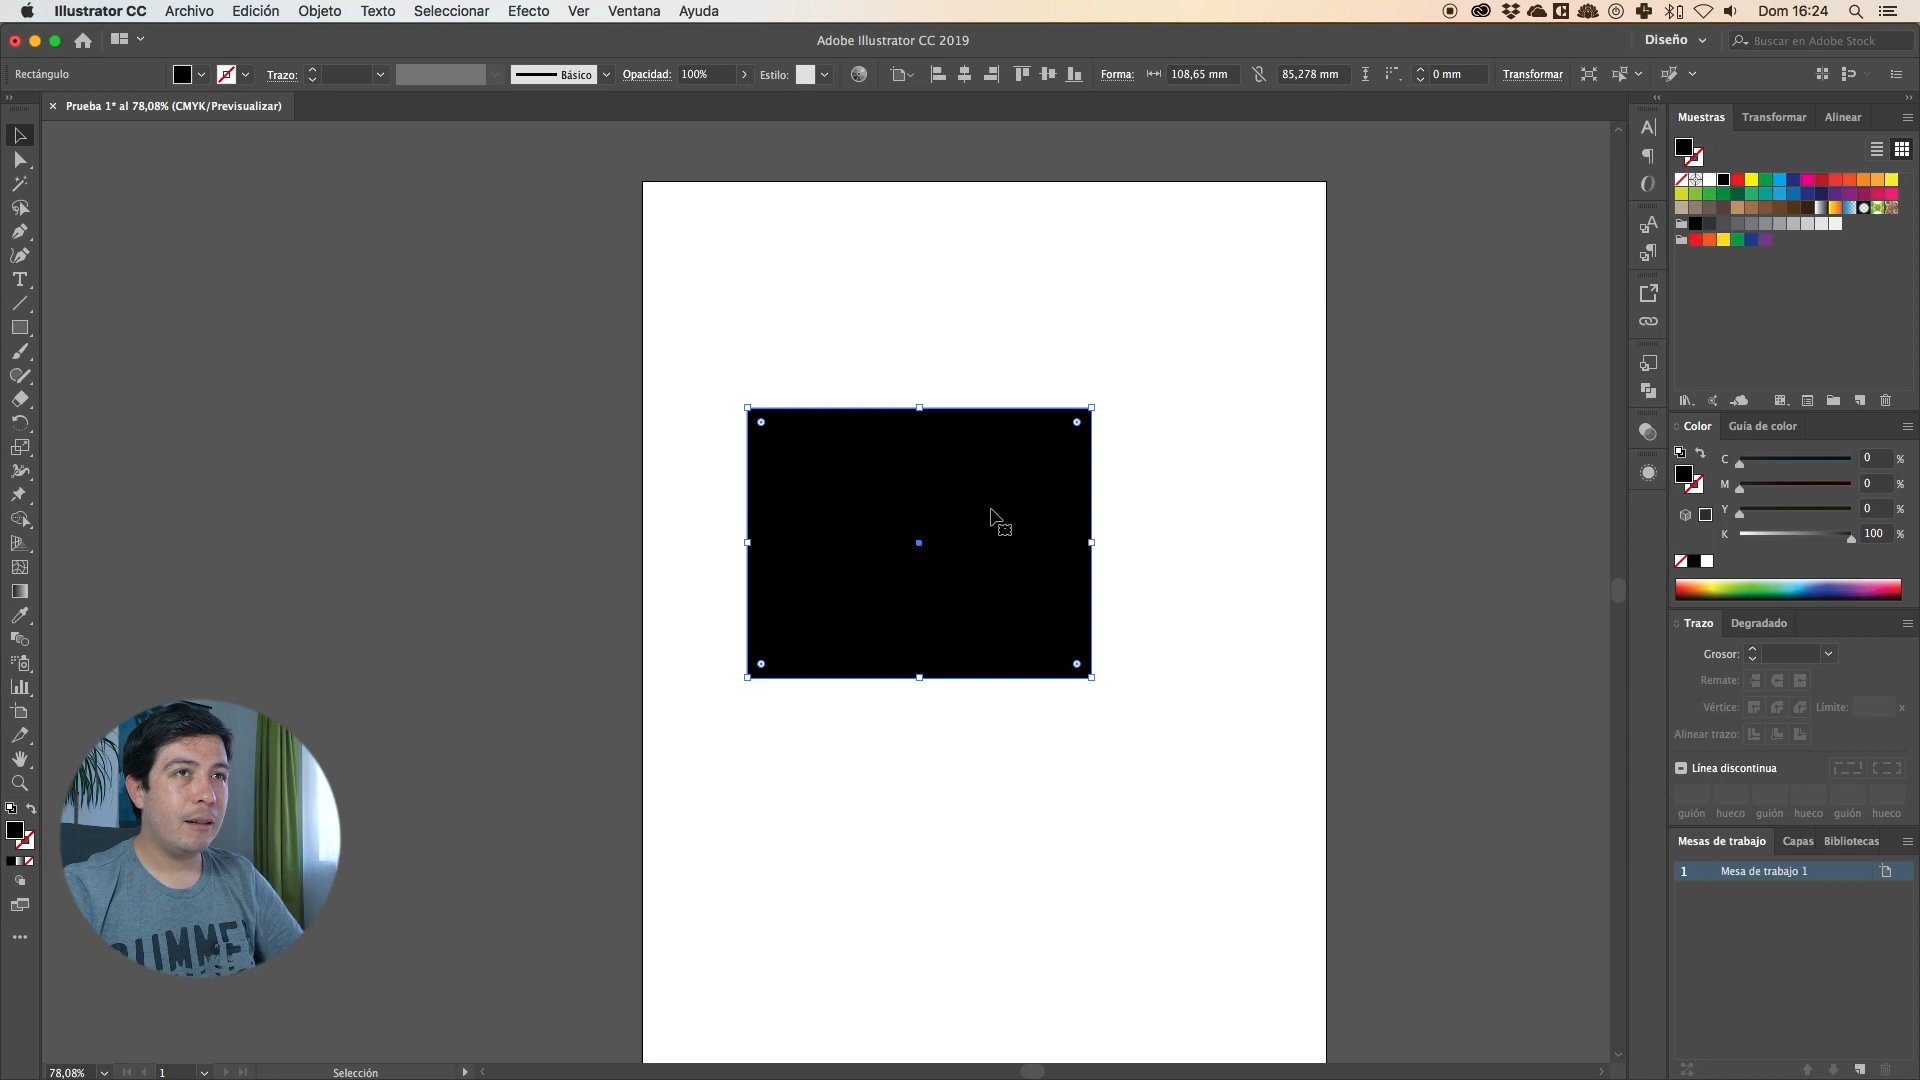 Illustrator CC Archivo Edición Objeto Texto Seleccionar Efecto Ver Ventana Ayuda Dom 16:24
Adobe Illustrator CC 2019 Diseño Buscar en Adobe Stock
Rectángulo Trazo: Básico Opacidad: 100% Estilo: Forma: 108,65 mm 85,278 mm 0 mm Transformar
× Prueba 1* al 78,08% (CMYK/Previsualizar)
Muestras Transformar Alinear
Color Guía de color
C 0 %
M 0 %
Y 0 %
K 100 %
Trazo Degradado
Grosor:
Remate:
Vértice: Límite: x
Alinear trazo:
Línea discontinua
guión hueco guión hueco guión hueco
Mesas de trabajo Capas Bibliotecas
1 Mesa de trabajo 1
78,08% 1 Selección